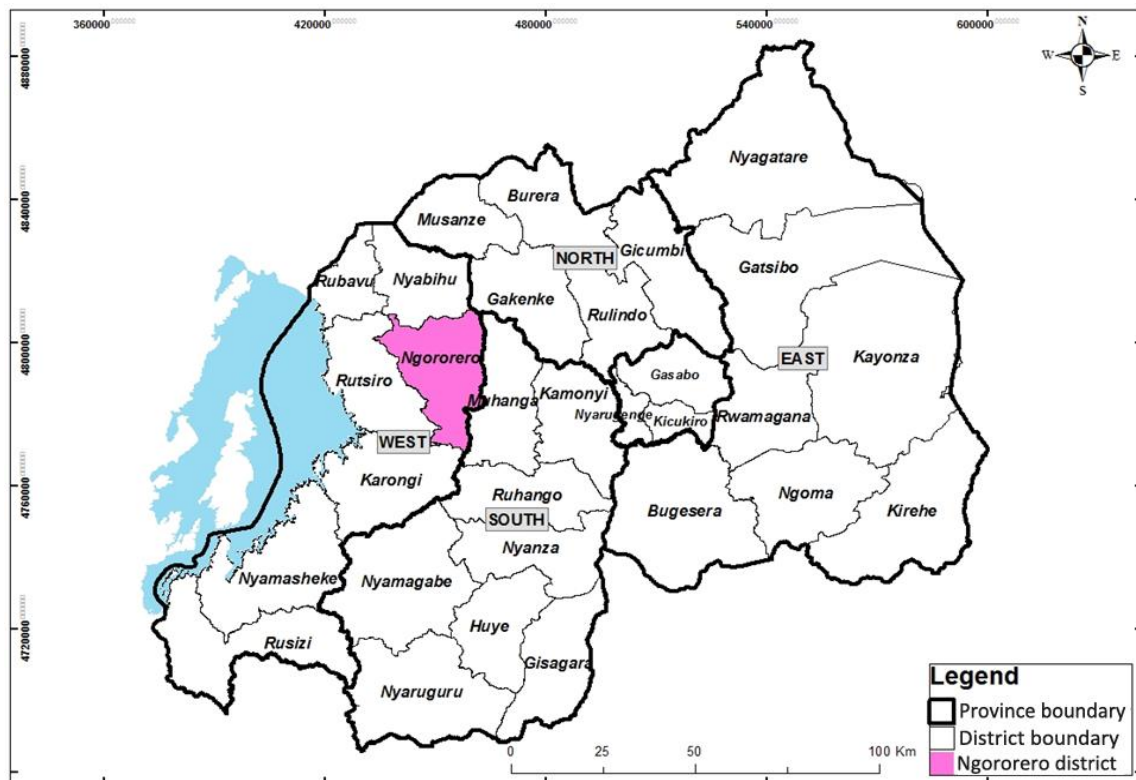 360000 420000 480000 540000 600000
N
W E
S
4880000
4840000
4800000
4760000
4720000
Nyagatare
Burera
Musanze
Gicumbi
NORTH
Gatsibo
Rubavu
Nyabihu
Gakenke
Rulindo
Ngororero
EAST
Kayonza
Gasabo
Rutsiro
Muhanga
Kamonyi
Nyarugenge
Kicukiro
Rwamagana
WEST
Karongi
Ruhango
Ngoma
Bugesera
Kirehe
SOUTH
Nyanza
Nyamasheke
Nyamagabe
Huye
Rusizi
Gisagara
Nyaruguru
Legend
Province boundary
District boundary
Ngororero district
0 25 50 100 Km